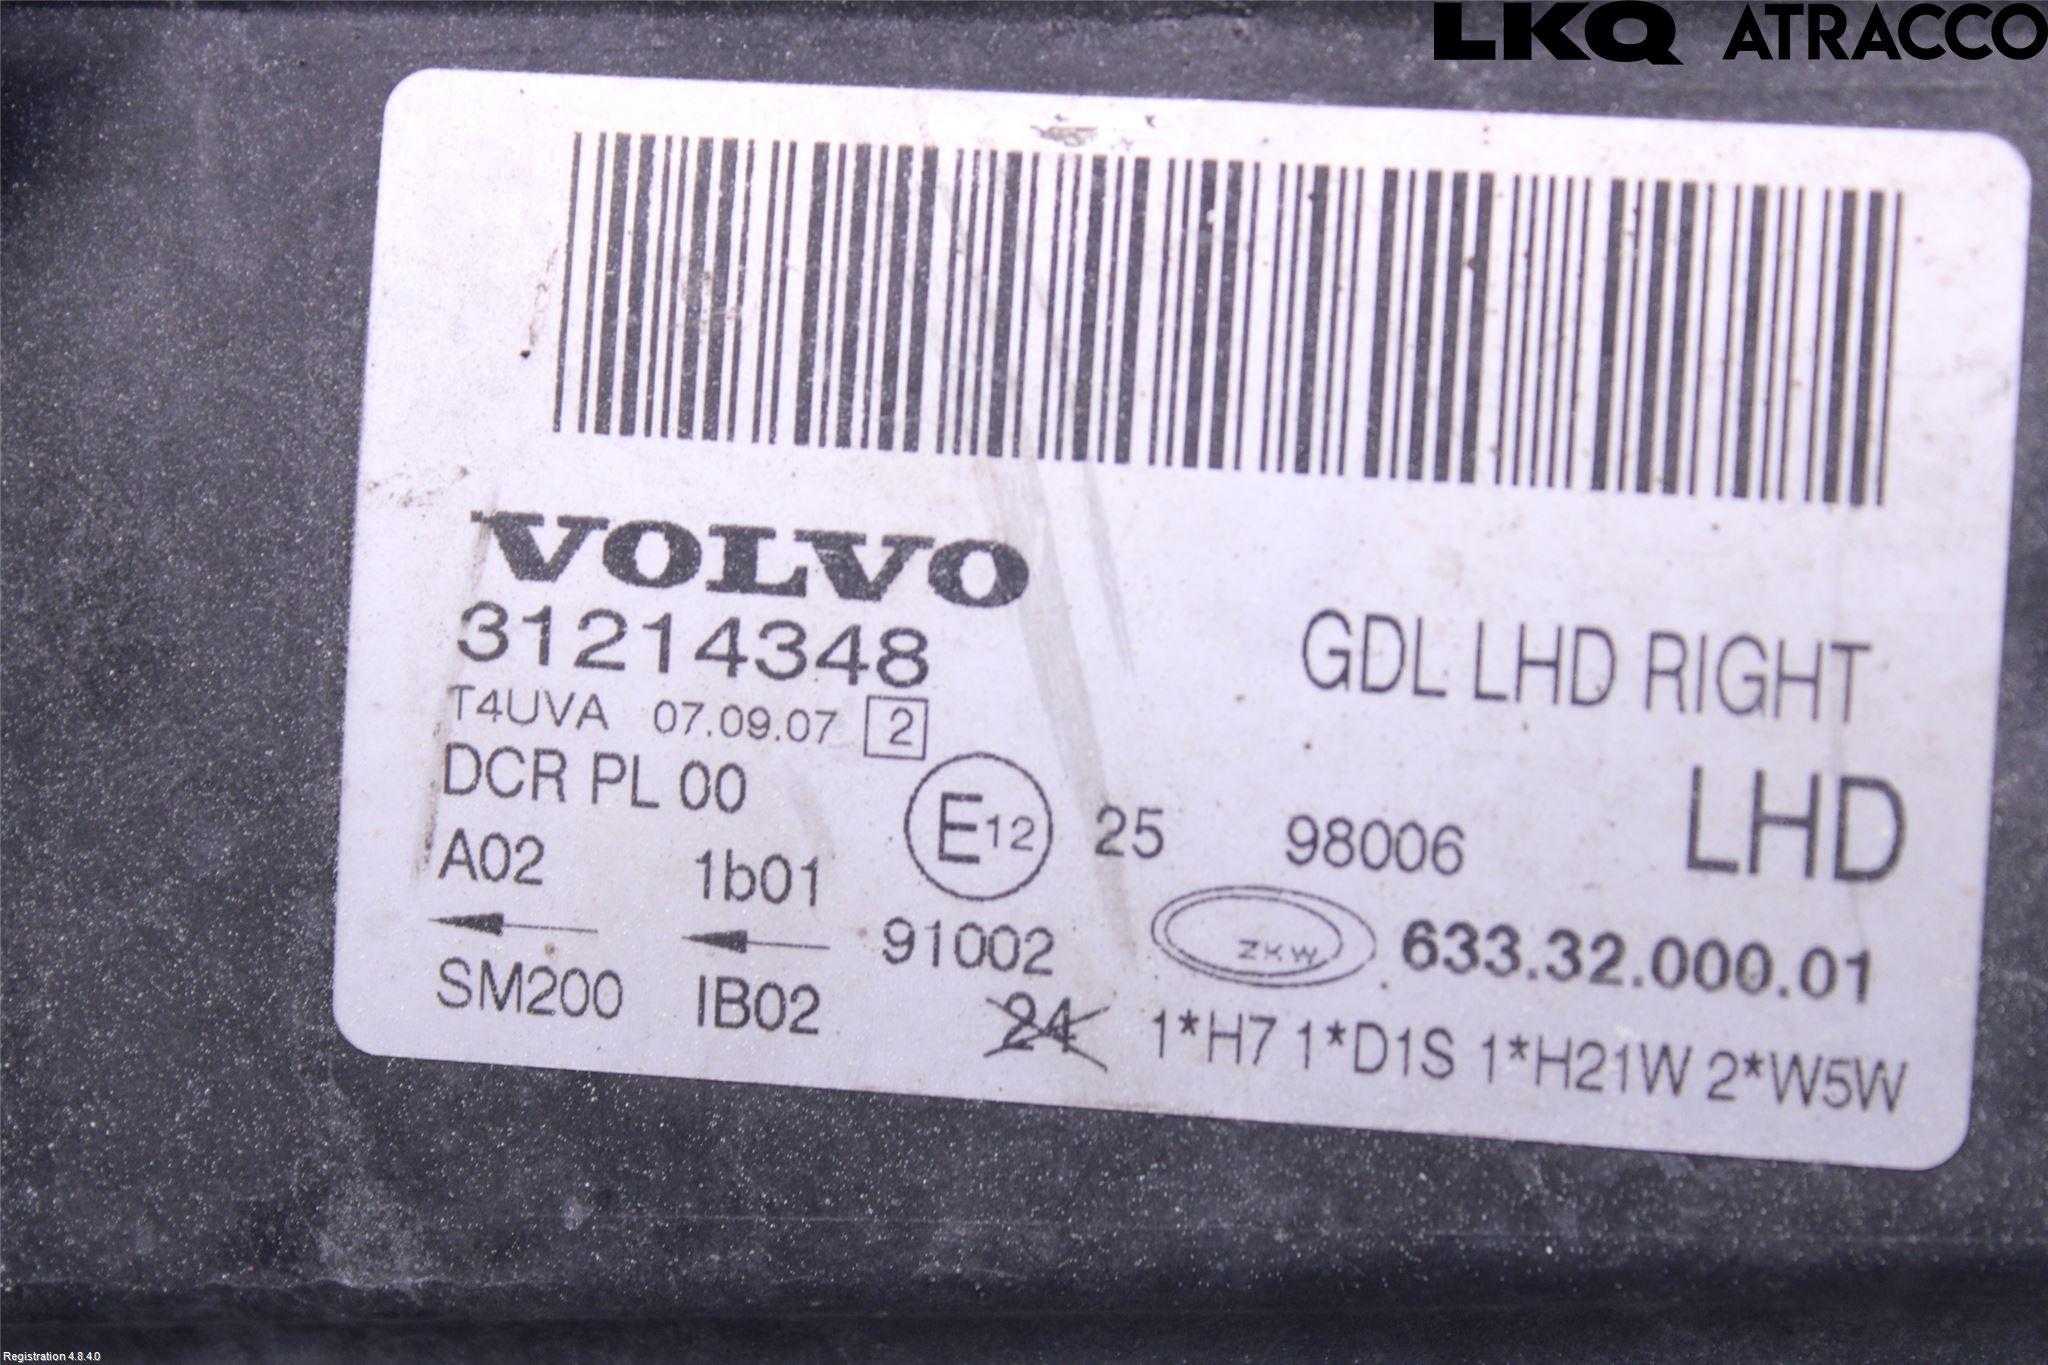 LKQ ATRACCO
VOLVO
31214348
GDL LHD RIGHT
T4UVA 07.09.07 2
DCR PL 00
E12 25 98006 LHD
A02 1b01
91002 ZKW 633.32.000.01
SM200 IB02
24 1*H7 1*D1S 1*H21W 2*W5W
Registration 4.8.4.0